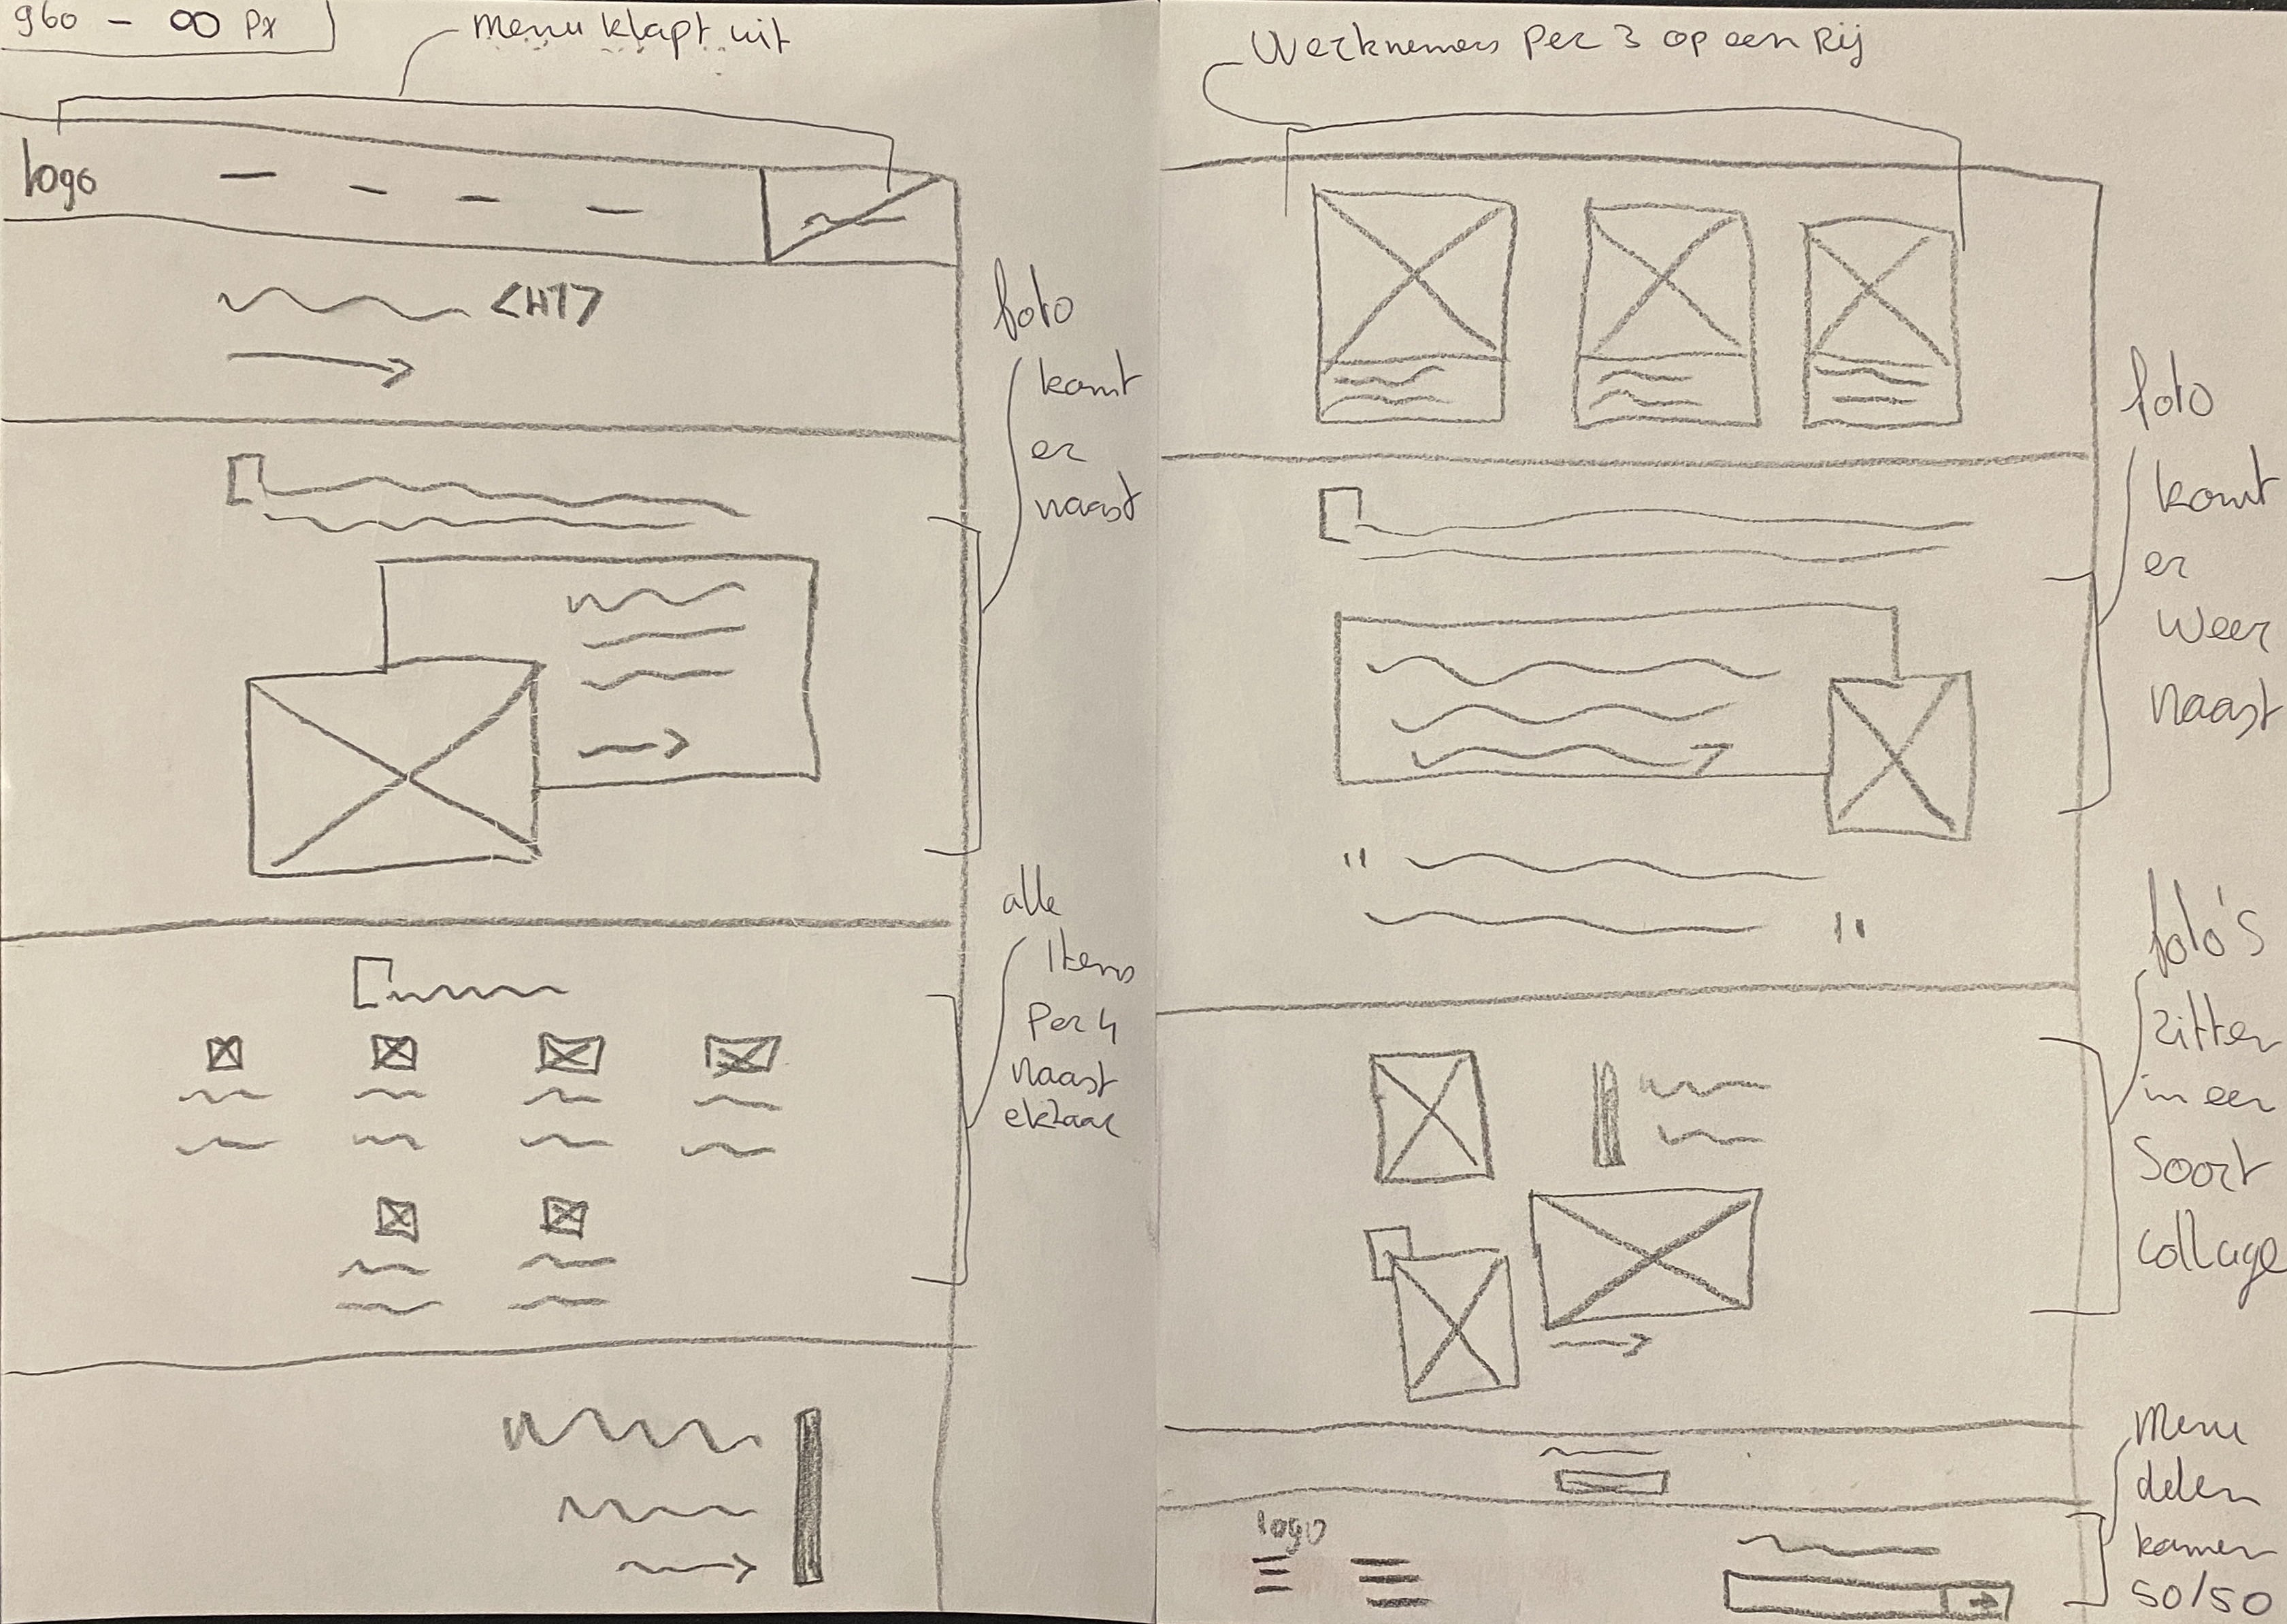 960 - ∞ px
Menu klapt uit
logo
<H1>
foto
komt
er
naast
alle
Items
Per 4
naast
elkaar
Werknemers Per 3 op een Rij
foto
komt
er
weer
naast
" "
foto's
zitten
in een
Soort
collage
logo
Menu
delen
komen
50/50